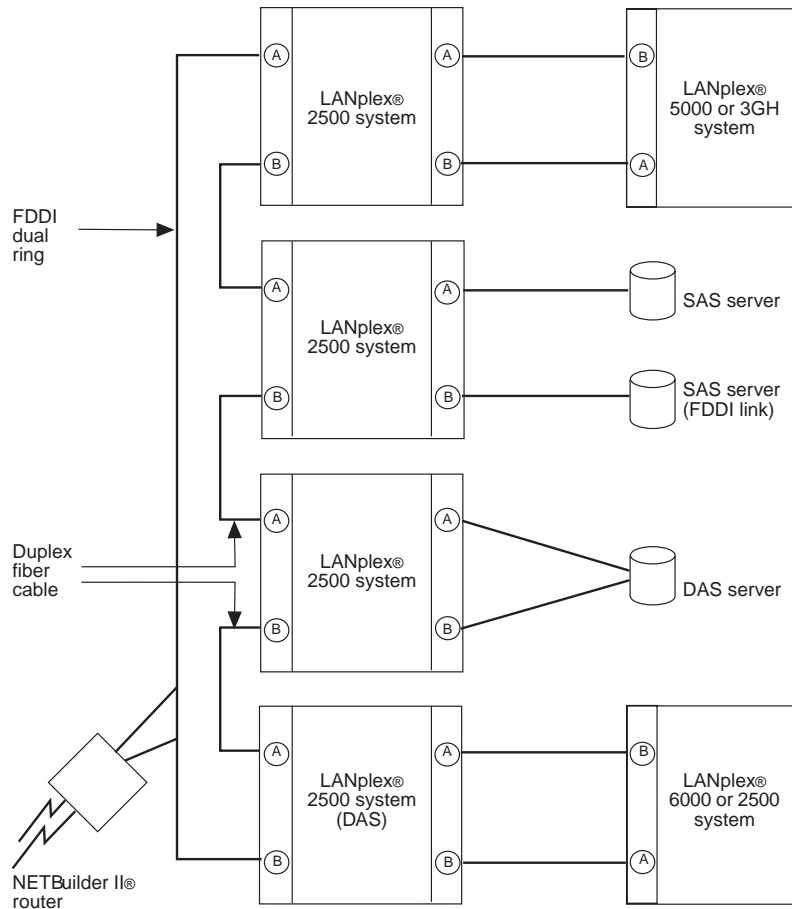 A
A
B
LANplex®
2500 system
LANplex®
5000 or 3GH
system
B
B
A
FDDI
dual
ring
A
A
SAS server
LANplex®
2500 system
B
B
SAS server
(FDDI link)
A
A
Duplex
fiber
cable
LANplex®
2500 system
DAS server
B
B
A
A
B
LANplex®
2500 system
(DAS)
LANplex®
6000 or 2500
system
B
B
A
NETBuilder II®
router